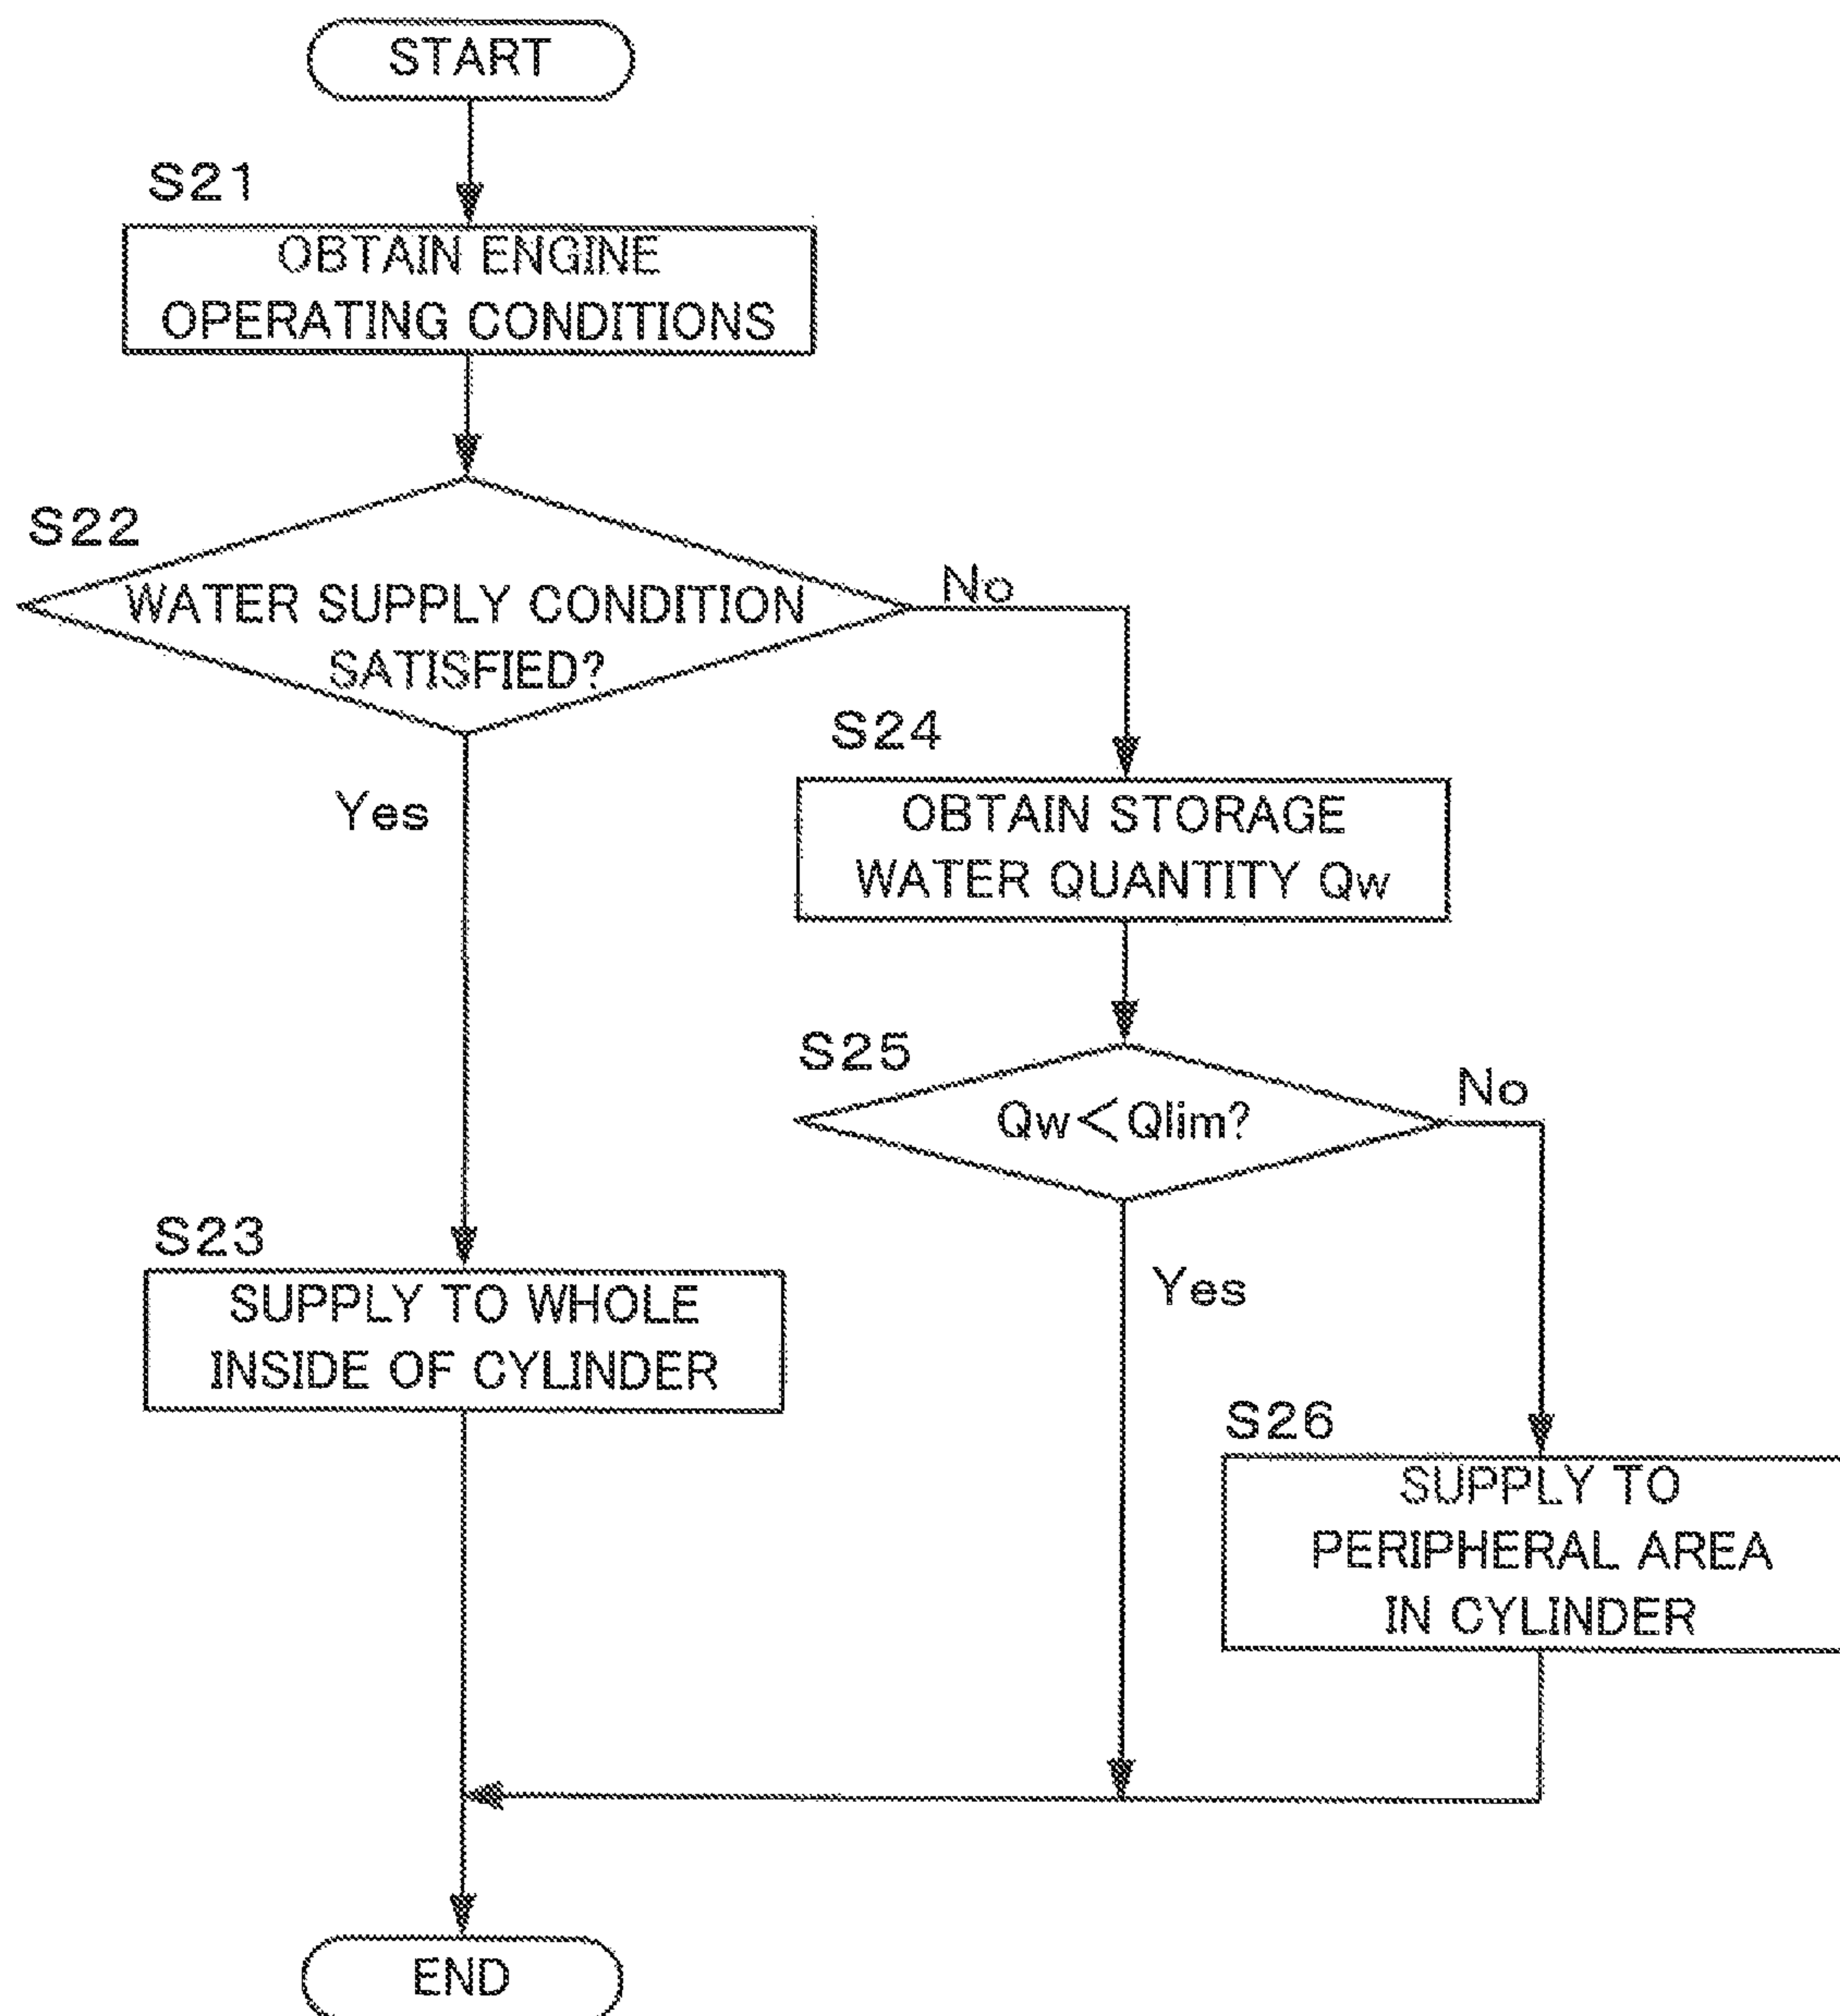 START
S21
OBTAIN ENGINE
OPERATING CONDITIONS
S22
WATER SUPPLY CONDITION
SATISFIED?
No
Yes
S24
OBTAIN STORAGE
WATER QUANTITY Qw
S25
Qw<Qlim?
No
Yes
S23
SUPPLY TO WHOLE
INSIDE OF CYLINDER
S26
SUPPLY TO
PERIPHERAL AREA
IN CYLINDER
END